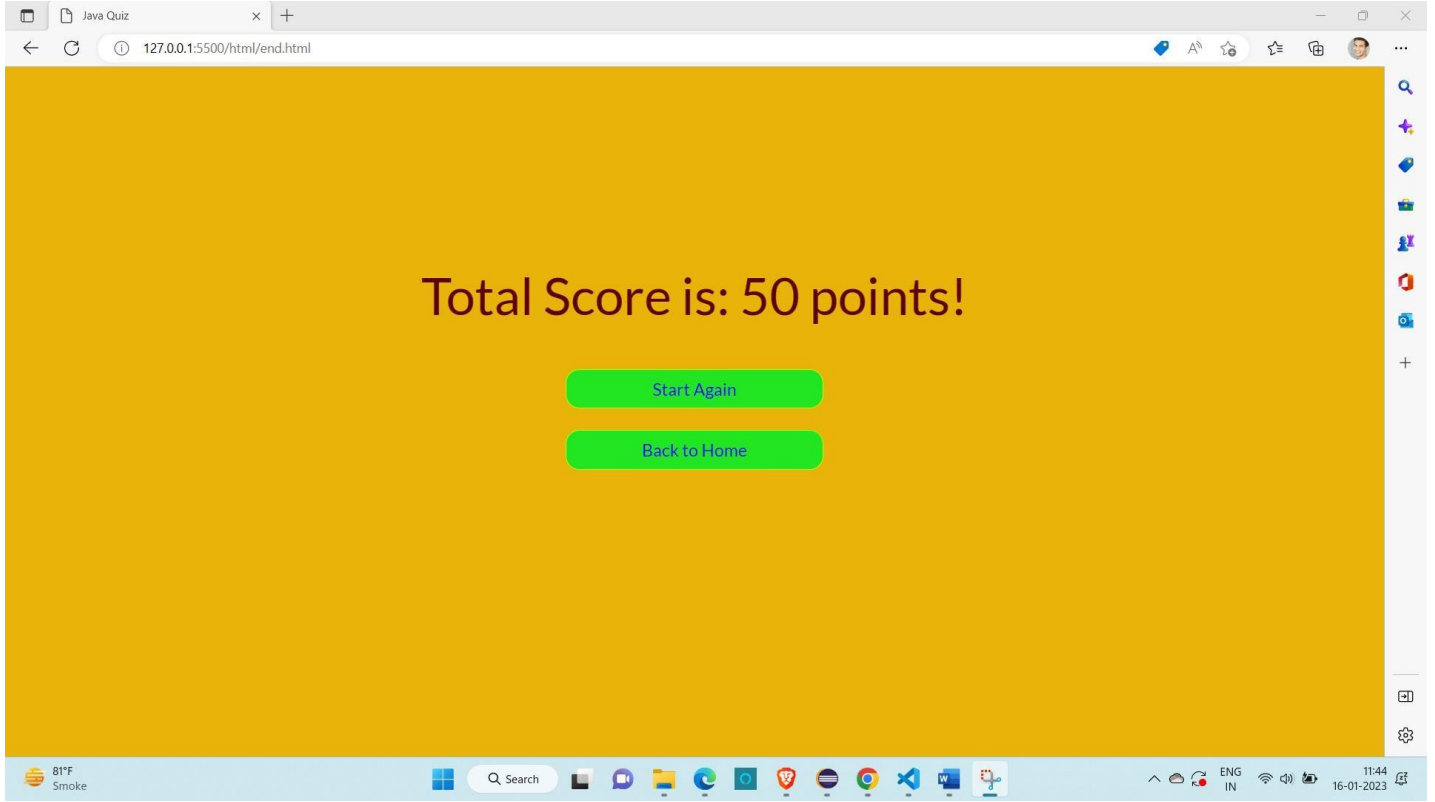 Java Quiz
127.0.0.1:5500/html/end.html
Total Score is: 50 points!
Start Again
Back to Home
81°F
Smoke
Search
ENG
IN
11:44
16-01-2023